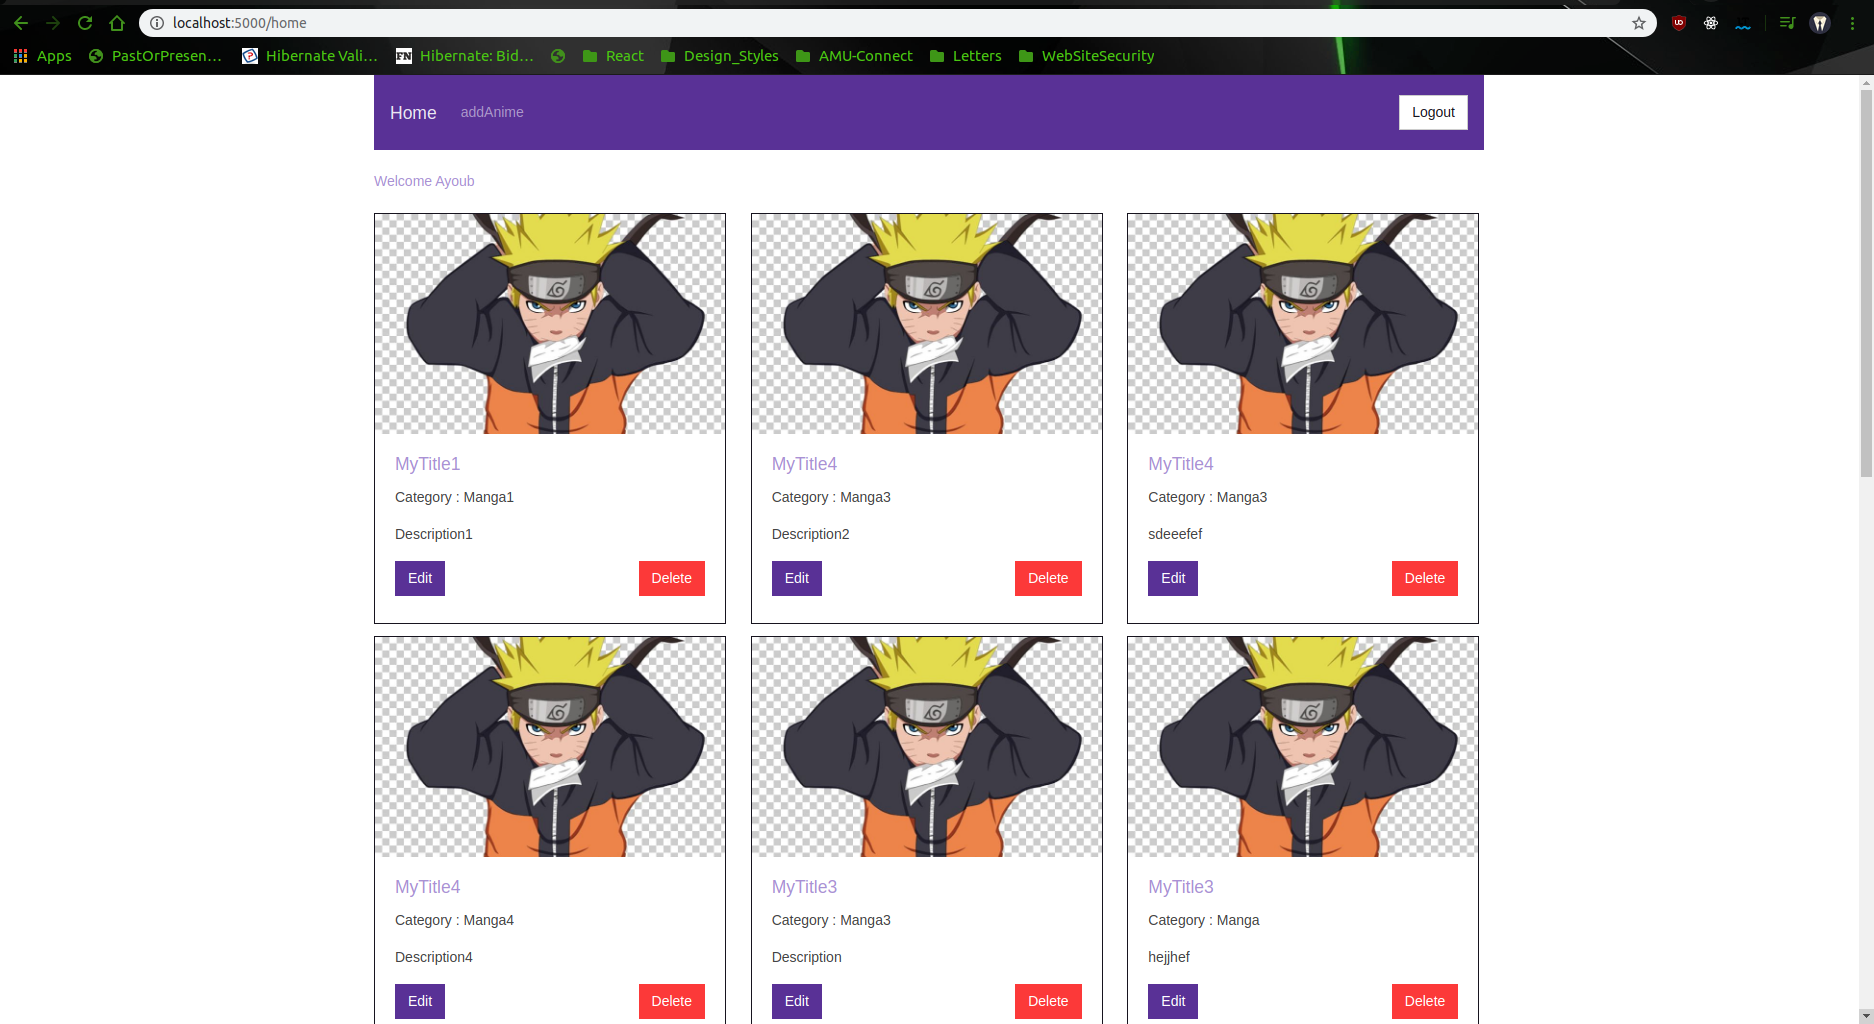 localhost:5000/home
Apps PastOrPresen... Hibernate Vali... FN Hibernate: Bid... React Design_Styles AMU-Connect Letters WebSiteSecurity
Home addAnime Logout
Welcome Ayoub
MyTitle1 MyTitle4 MyTitle4
Category : Manga1 Category : Manga3 Category : Manga3
Description1 Description2 sdeeefef
Edit Delete Edit Delete Edit Delete
MyTitle4 MyTitle3 MyTitle3
Category : Manga4 Category : Manga3 Category : Manga
Description4 Description hejjhef
Edit Delete Edit Delete Edit Delete